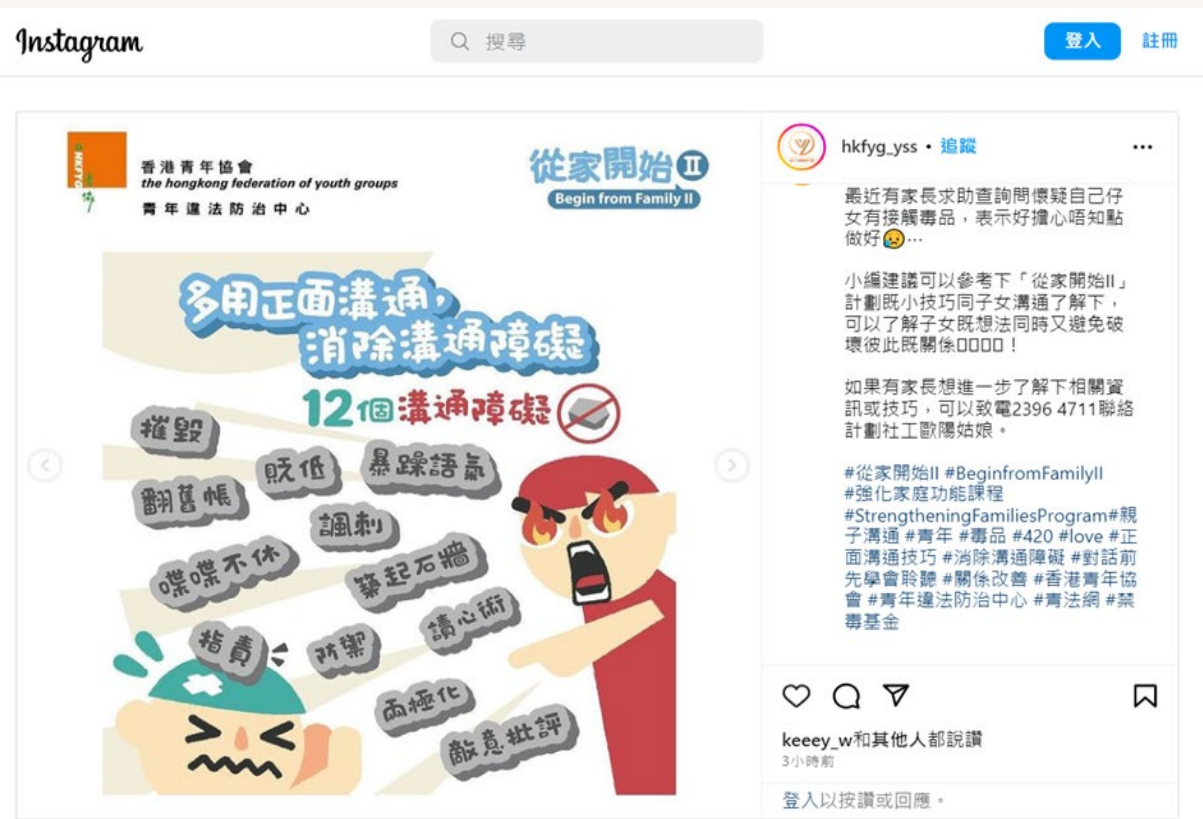 Instagram
搜尋
登入
註冊
HKFYG
香港青年協會
the hongkong federation of youth groups
青年違法防治中心
從家開始II
Begin from Family II
多用正面溝通，
消除溝通障礙
12個溝通障礙
摧毀
貶低
暴躁語氣
翻舊帳
諷刺
喋喋不休
築起石牆
指責
防禦
讀心術
兩極化
敵意批評
hkfyg_yss • 追蹤
最近有家長求助查詢問懷疑自己仔
女有接觸毒品，表示好擔心唔知點
做好😥…
小編建議可以參考下「從家開始II」
計劃既小技巧同子女溝通了解下，
可以了解子女既想法同時又避免破
壞彼此既關係▯▯▯▯！
如果有家長想進一步了解下相關資
訊或技巧，可以致電2396 4711聯絡
計劃社工歐陽姑娘。
#從家開始II #BeginfromFamilyII
#強化家庭功能課程
#StrengtheningFamiliesProgram#親
子溝通 #青年 #毒品 #420 #love #正
面溝通技巧 #消除溝通障礙 #對話前
先學會聆聽 #關係改善 #香港青年協
會 #青年違法防治中心 #青法網 #禁
毒基金
keeey_w和其他人都說讚
3小時前
登入以按讚或回應。